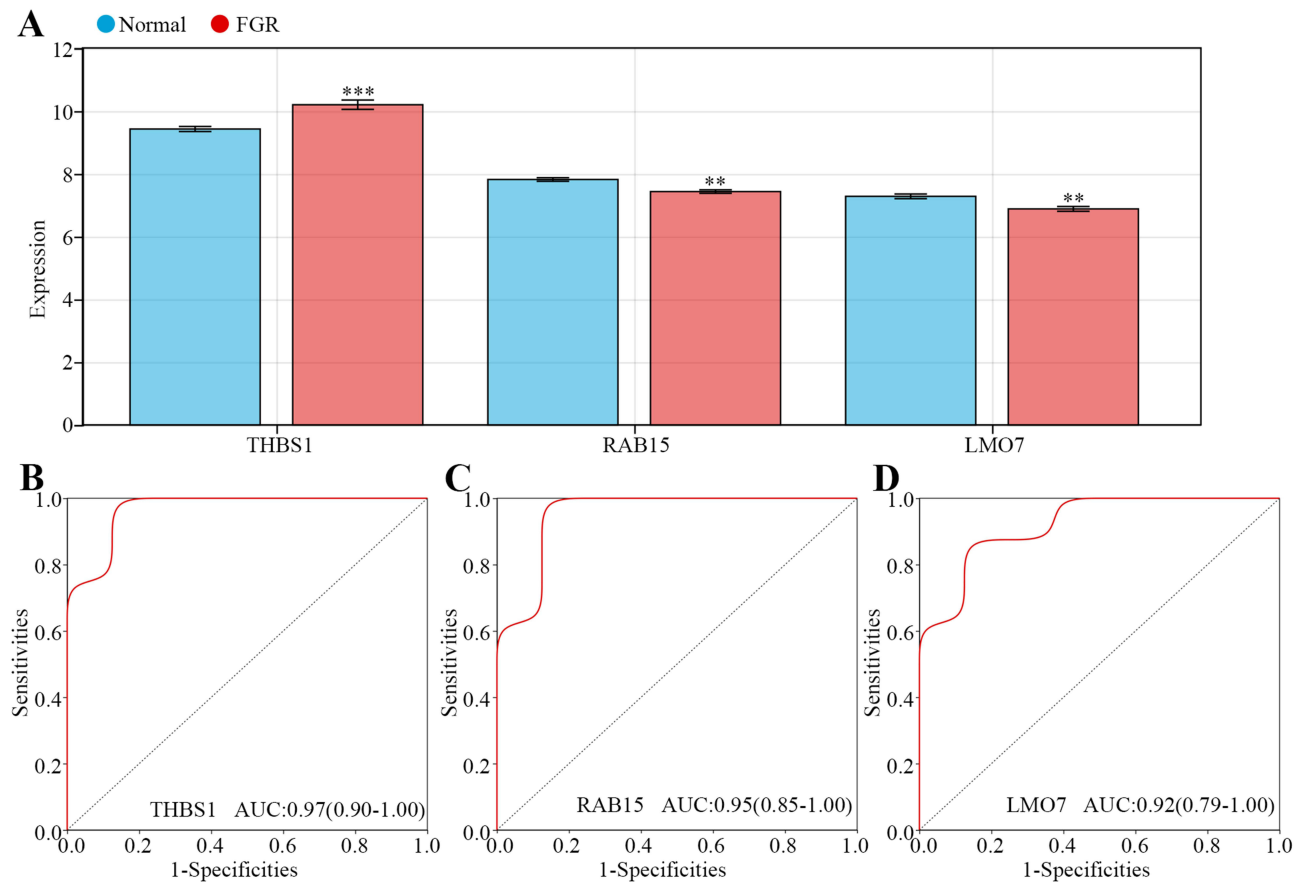 A
Normal FGR
12
10
8
6
4
2
0
Expression
***
**
**
THBS1 RAB15 LMO7
B
1.0
0.8
0.6
0.4
0.2
0.0
Sensitivities
THBS1 AUC:0.97(0.90-1.00)
0.0 0.2 0.4 0.6 0.8 1.0
1-Specificities
C
1.0
0.8
0.6
0.4
0.2
0.0
Sensitivities
RAB15 AUC:0.95(0.85-1.00)
0.0 0.2 0.4 0.6 0.8 1.0
1-Specificities
D
1.0
0.8
0.6
0.4
0.2
0.0
Sensitivities
LMO7 AUC:0.92(0.79-1.00)
0.0 0.2 0.4 0.6 0.8 1.0
1-Specificities